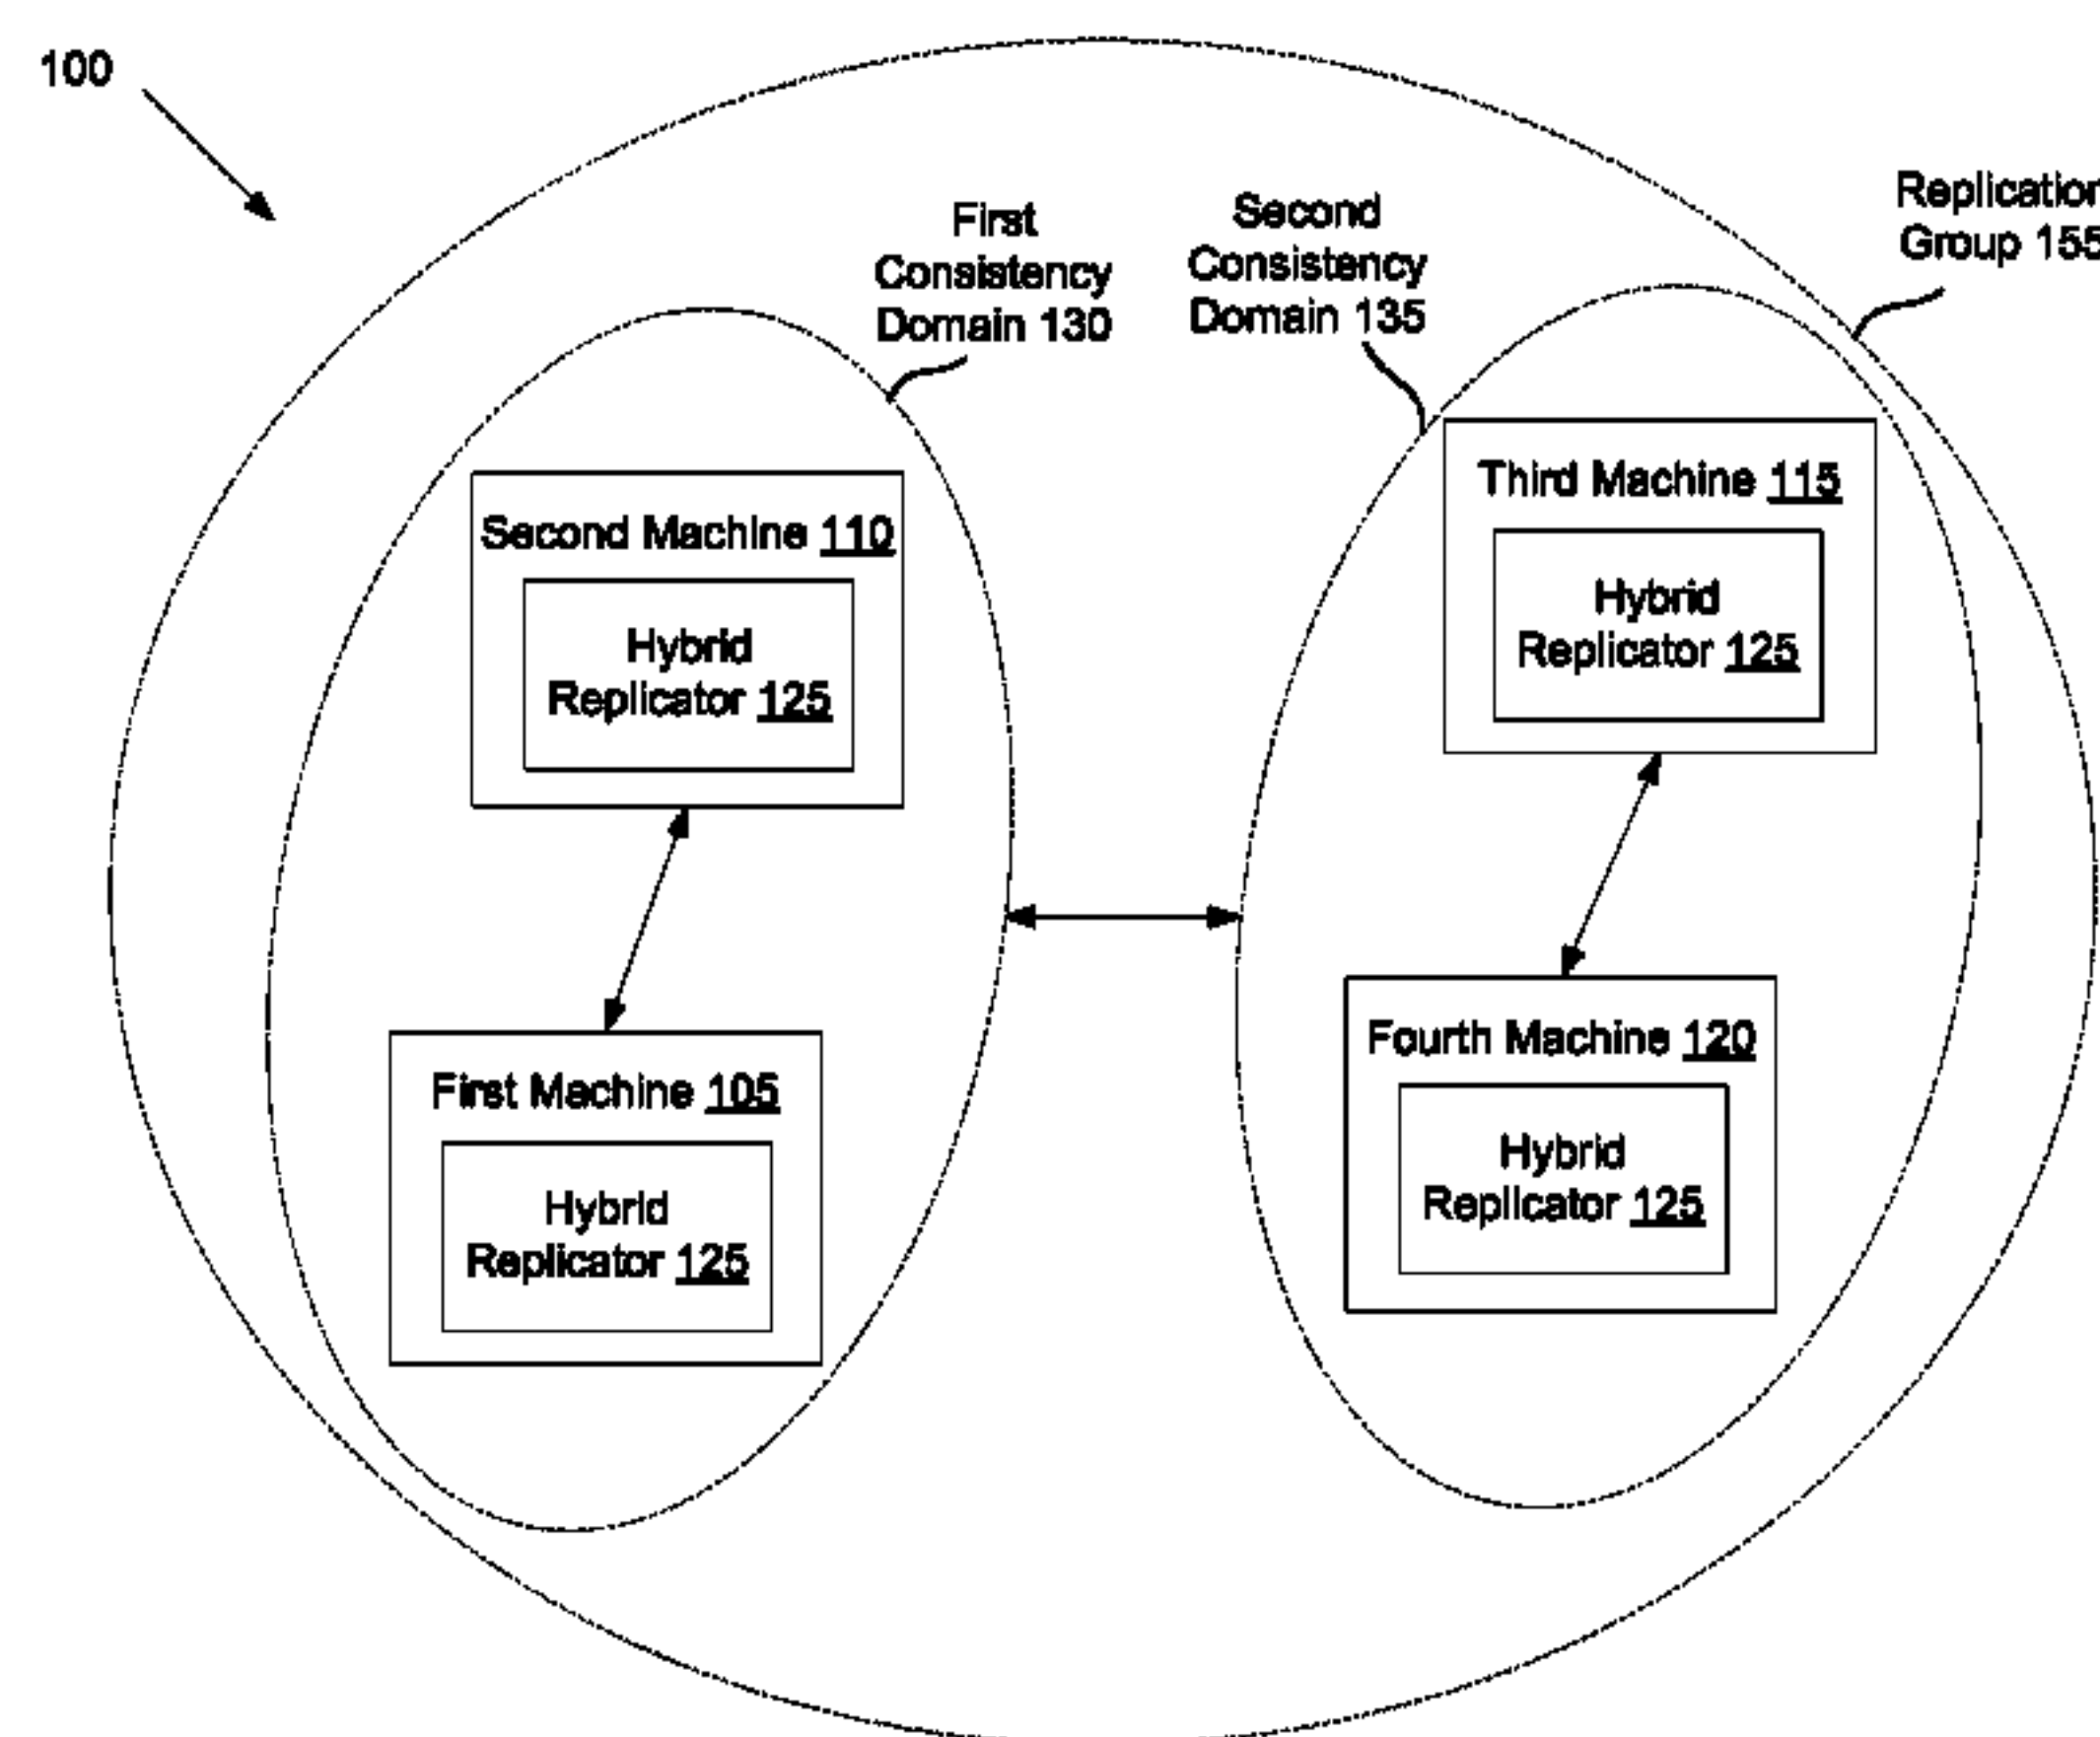 100
First
Consistency
Domain 130
Second
Consistency
Domain 135
Replication
Group 155
Second Machine 110
Hybrid
Replicator 125
Third Machine 115
Hybrid
Replicator 125
First Machine 105
Hybrid
Replicator 125
Fourth Machine 120
Hybrid
Replicator 125